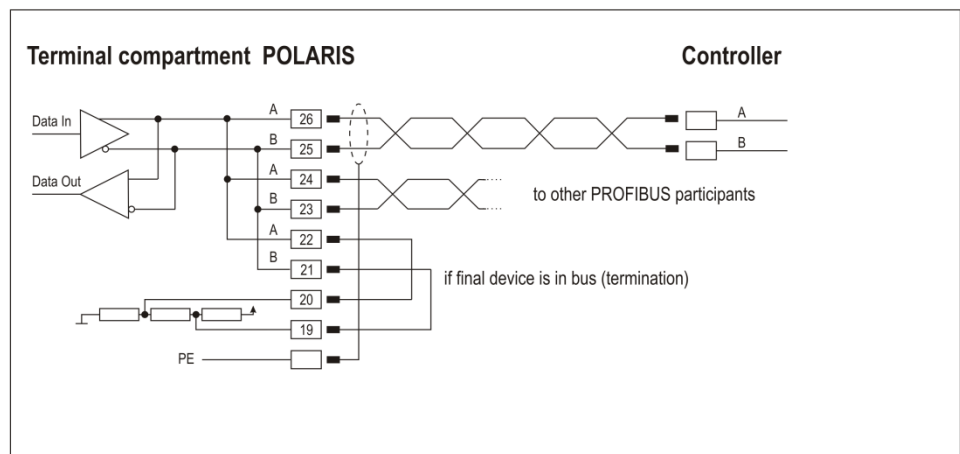 Terminal compartment POLARIS
Controller
Data In
A
26
A
B
25
B
Data Out
A
24
to other PROFIBUS participants
B
23
A
22
B
21
if final device is in bus (termination)
20
19
PE